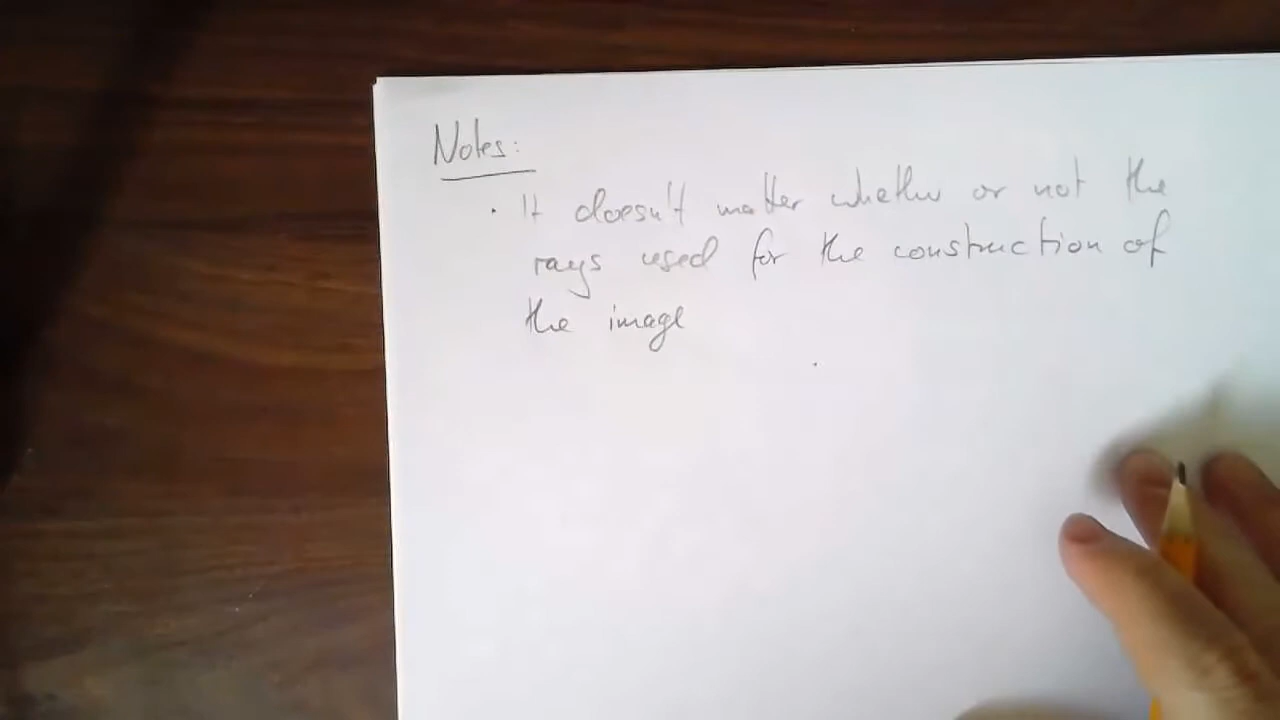 Notes:
· It doesn't matter whether or not the
rays used for the construction of
the image